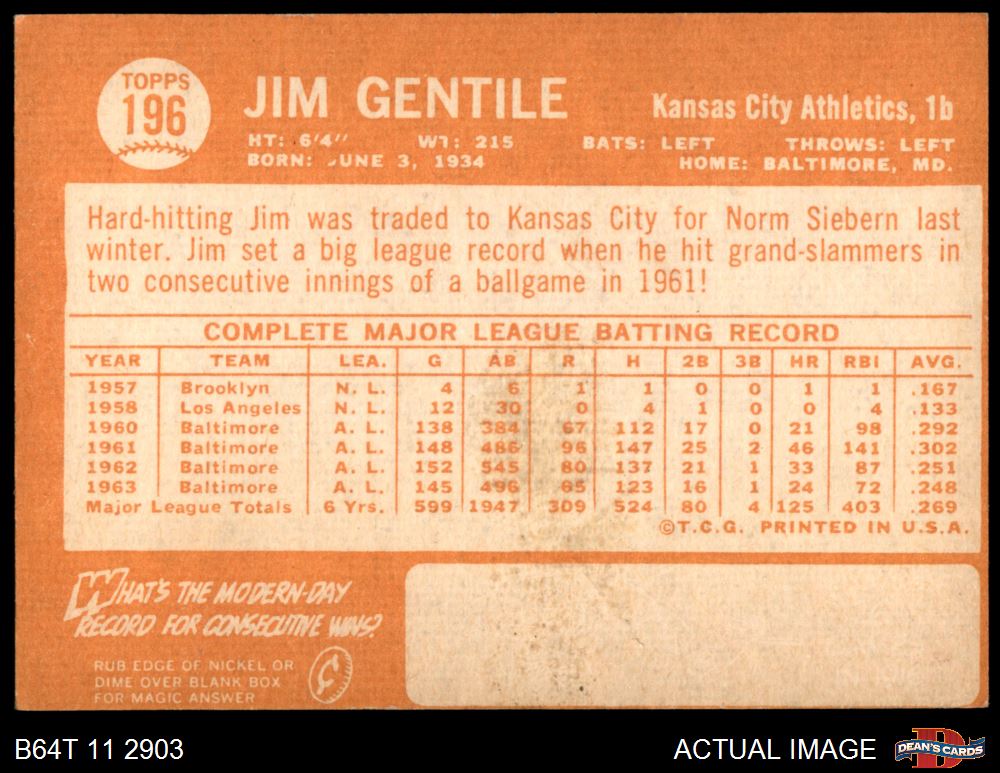 TOPPS
196
JIM GENTILE
Kansas City Athletics, 1b
HT: 6'4" WT: 215 BATS: LEFT THROWS: LEFT
BORN: JUNE 3, 1934 HOME: BALTIMORE, MD.
Hard-hitting Jim was traded to Kansas City for Norm Siebern last
winter. Jim set a big league record when he hit grand-slammers in
two consecutive innings of a ballgame in 1961!
COMPLETE MAJOR LEAGUE BATTING RECORD
YEAR TEAM LEA. G AB R H 2B 3B HR RBI AVG.
1957 Brooklyn N. L. 4 6 1 1 0 0 1 1 .167
1958 Los Angeles N. L. 12 30 0 4 1 0 0 4 .133
1960 Baltimore A. L. 138 384 67 112 17 0 21 98 .292
1961 Baltimore A. L. 148 486 96 147 25 2 46 141 .302
1962 Baltimore A. L. 152 545 80 137 21 1 33 87 .251
1963 Baltimore A. L. 145 496 65 123 16 1 24 72 .248
Major League Totals 6 Yrs. 599 1947 309 524 80 4 125 403 .269
©T.C.G. PRINTED IN U.S.A.
WHAT'S THE MODERN-DAY
RECORD FOR CONSECUTIVE WINS?
RUB EDGE OF NICKEL OR
DIME OVER BLANK BOX
FOR MAGIC ANSWER
B64T 11 2903
ACTUAL IMAGE
D
DEAN'S CARDS